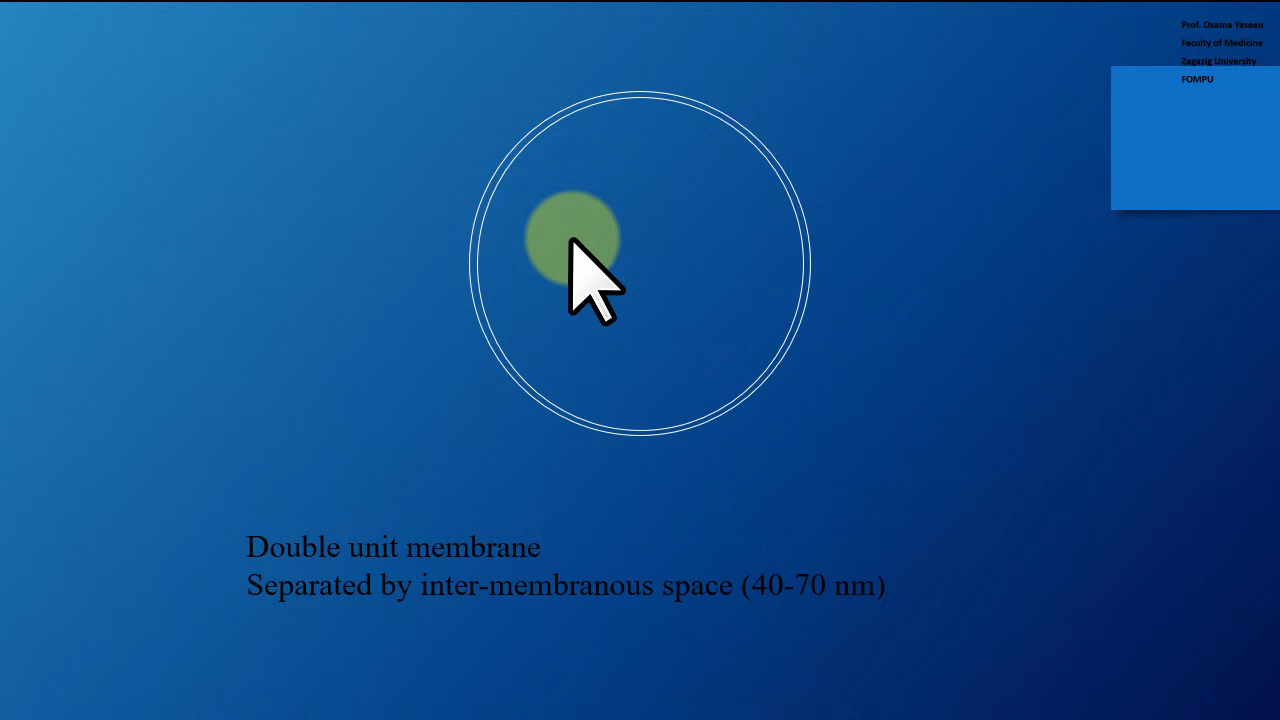 Prof. Osama Yaseen
Faculty of Medicine
Zagazig University
FOMPU
Double unit membrane
Separated by inter-membranous space (40-70 nm)